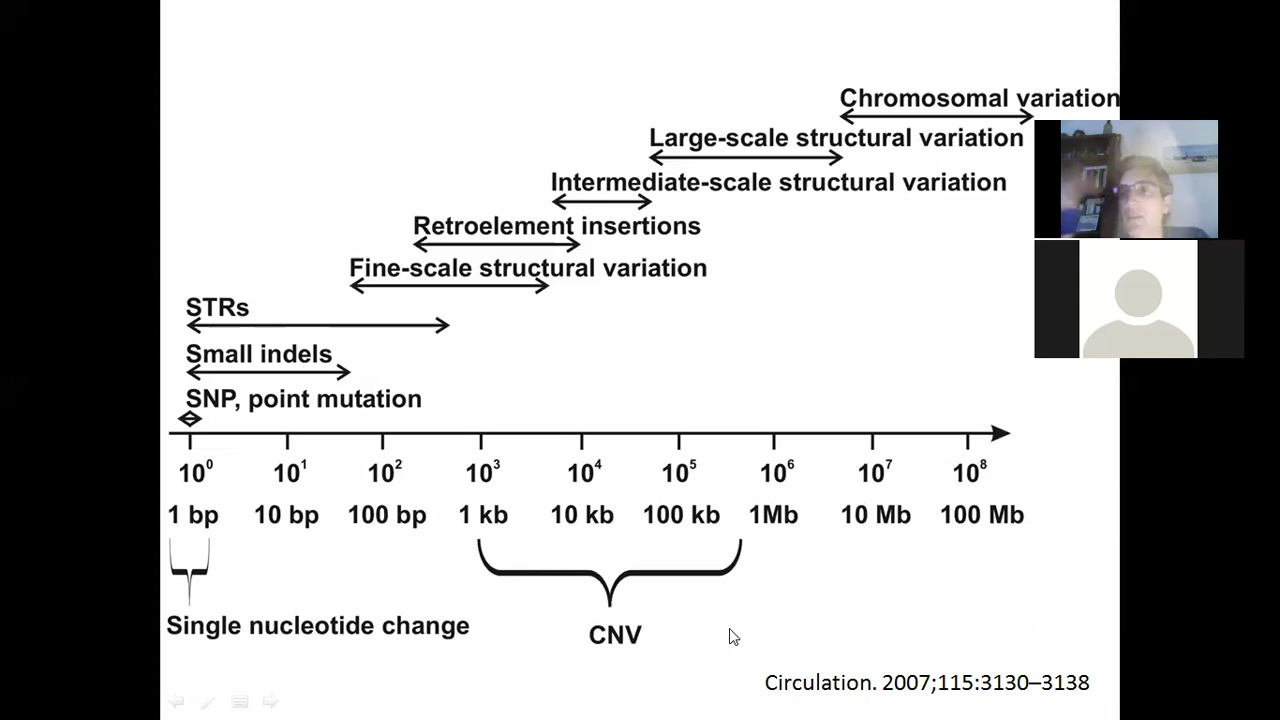 Chromosomal variation
Large-scale structural variation
Intermediate-scale structural variation
Retroelement insertions
Fine-scale structural variation
STRs
Small indels
SNP, point mutation
10⁰ 10¹ 10² 10³ 10⁴ 10⁵ 10⁶ 10⁷ 10⁸
1 bp 10 bp 100 bp 1 kb 10 kb 100 kb 1Mb 10 Mb 100 Mb
Single nucleotide change
CNV
Circulation. 2007;115:3130–3138